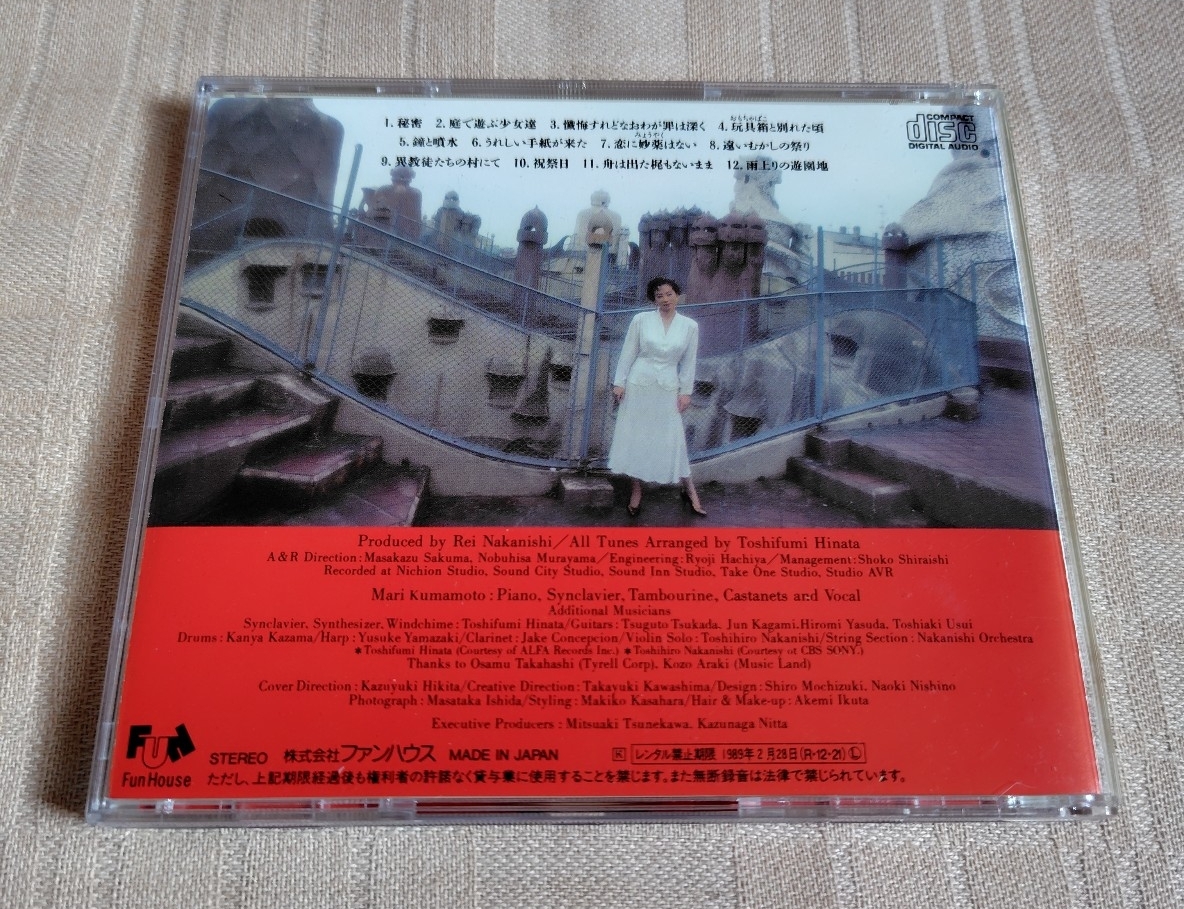 1. 秘密 2. 庭で遊ぶ少女達 3. 懺悔すれどなおわが罪は深く 4. 玩具箱と別れた頃
おもちゃばこ
5. 鐘と噴水 6. うれしい手紙が来た 7. 恋に妙薬はない 8. 遠いむかしの祭り
みょうやく
9. 異教徒たちの村にて 10. 祝祭日 11. 舟は出た梶もないまま 12. 雨上りの遊園地
COMPACT
disc
DIGITAL AUDIO
Produced by Rei Nakanishi/All Tunes Arranged by Toshifumi Hinata
A&R Direction: Masakazu Sakuma, Nobuhisa Murayama/Engineering: Ryoji Hachiya/Management: Shoko Shiraishi
Recorded at Nichion Studio, Sound City Studio, Sound Inn Studio, Take One Studio, Studio AVR
Mari Kumamoto: Piano, Synclavier, Tambourine, Castanets and Vocal
Additional Musicians
Synclavier, Synthesizer, Windchime: Toshifumi Hinata/Guitars: Tsuguto Tsukada, Jun Kagami, Hiromi Yasuda, Toshiaki Usui
Drums: Kanya Kazama/Harp: Yusuke Yamazaki/Clarinet: Jake Concepcion/Violin Solo: Toshihiro Nakanishi/String Section: Nakanishi Orchestra
*Toshifumi Hinata (Courtesy of ALFA Records Inc.) *Toshihiro Nakanishi (Courtesy of CBS SONY.)
Thanks to Osamu Takahashi (Tyrell Corp), Kozo Araki (Music Land)
Cover Direction: Kazuyuki Hikita/Creative Direction: Takayuki Kawashima/Design: Shiro Mochizuki, Naoki Nishino
Photograph: Masataka Ishida/Styling: Makiko Kasahara/Hair & Make-up: Akemi Ikuta
Executive Producers: Mitsuaki Tsunekawa, Kazunaga Nitta
Fun
Fun House
STEREO 株式会社ファンハウス MADE IN JAPAN レンタル禁止期限 1989年2月28日 (R・12・21) Ⓛ
ただし、上記期限経過後も権利者の許諾なく賃与業に使用することを禁じます。また無断録音は法律で禁じられています。